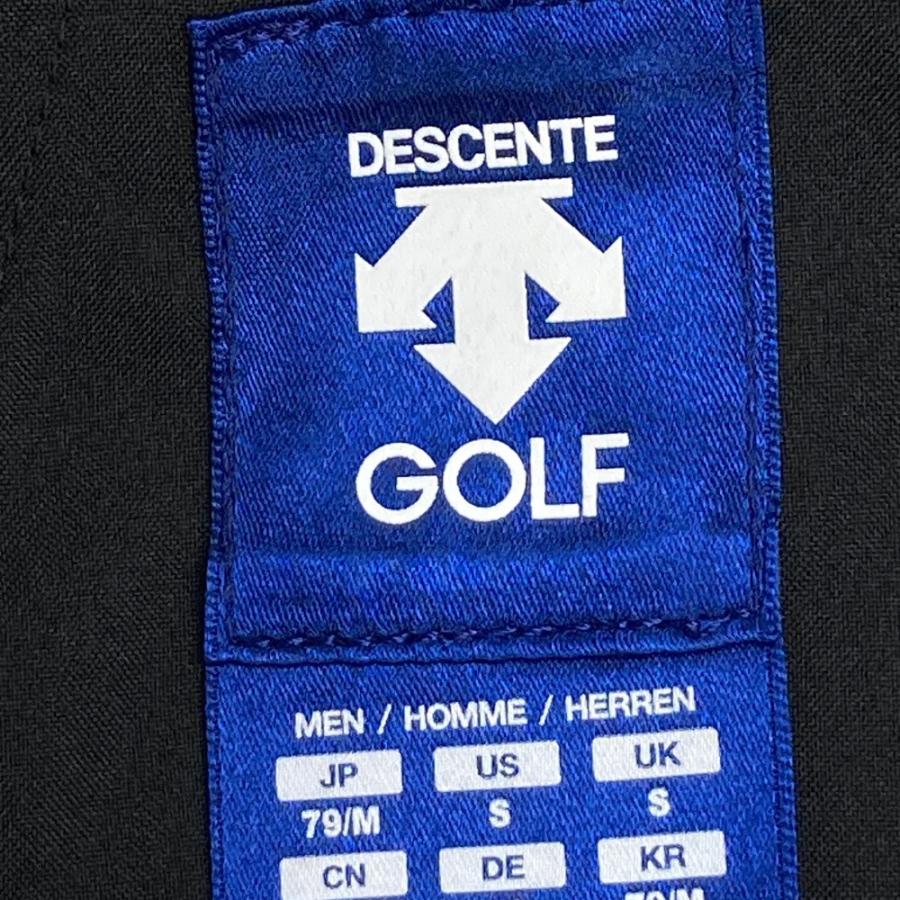 DESCENTE
GOLF
MEN / HOMME / HERREN
JP US UK
79/M S S
CN DE KR